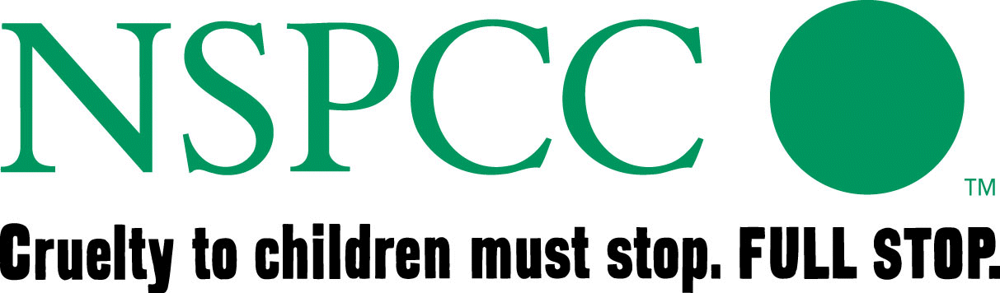 NSPCC
TM
Cruelty to children must stop. FULL STOP.